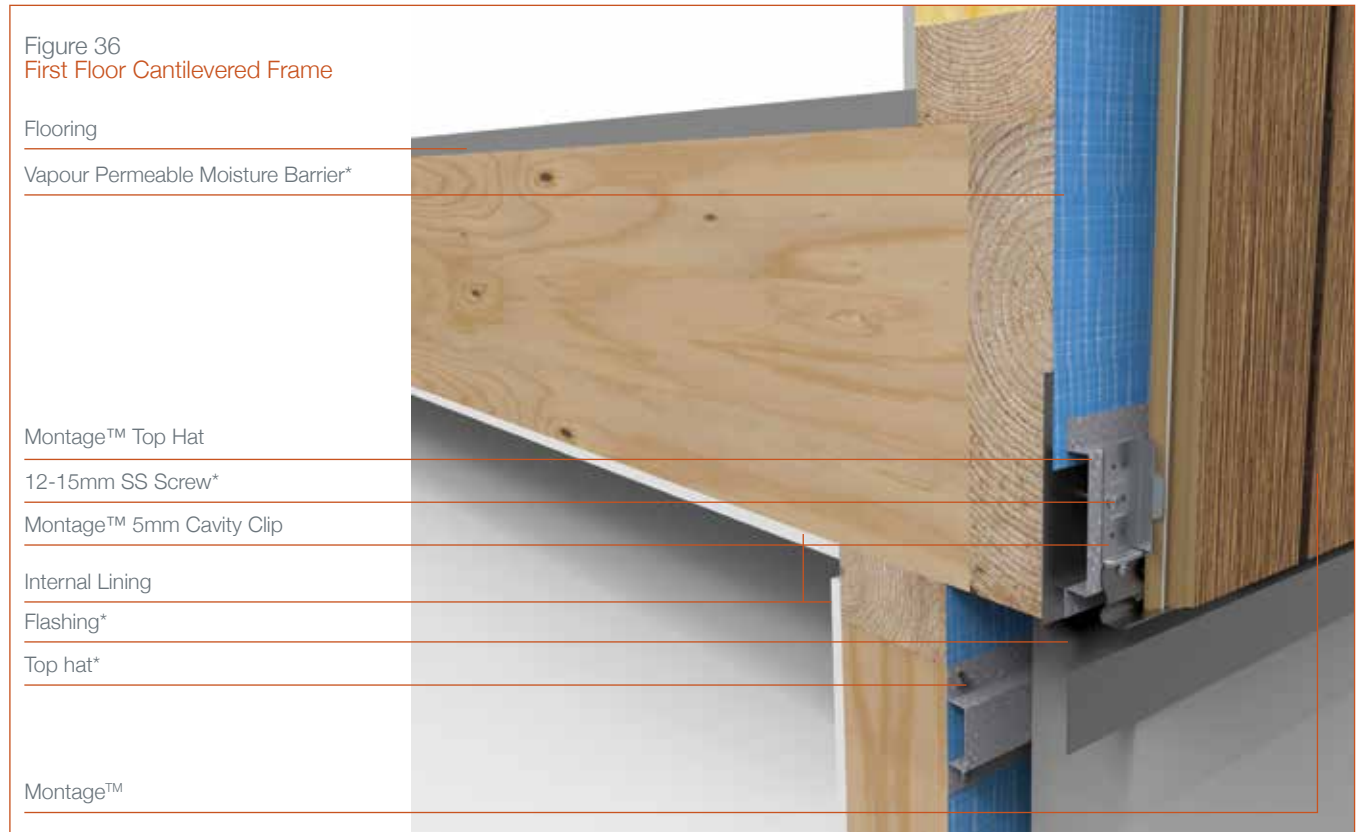 Figure 36
First Floor Cantilevered Frame
Flooring
Vapour Permeable Moisture Barrier*
Montage™ Top Hat
12-15mm SS Screw*
Montage™ 5mm Cavity Clip
Internal Lining
Flashing*
Top hat*
Montage™